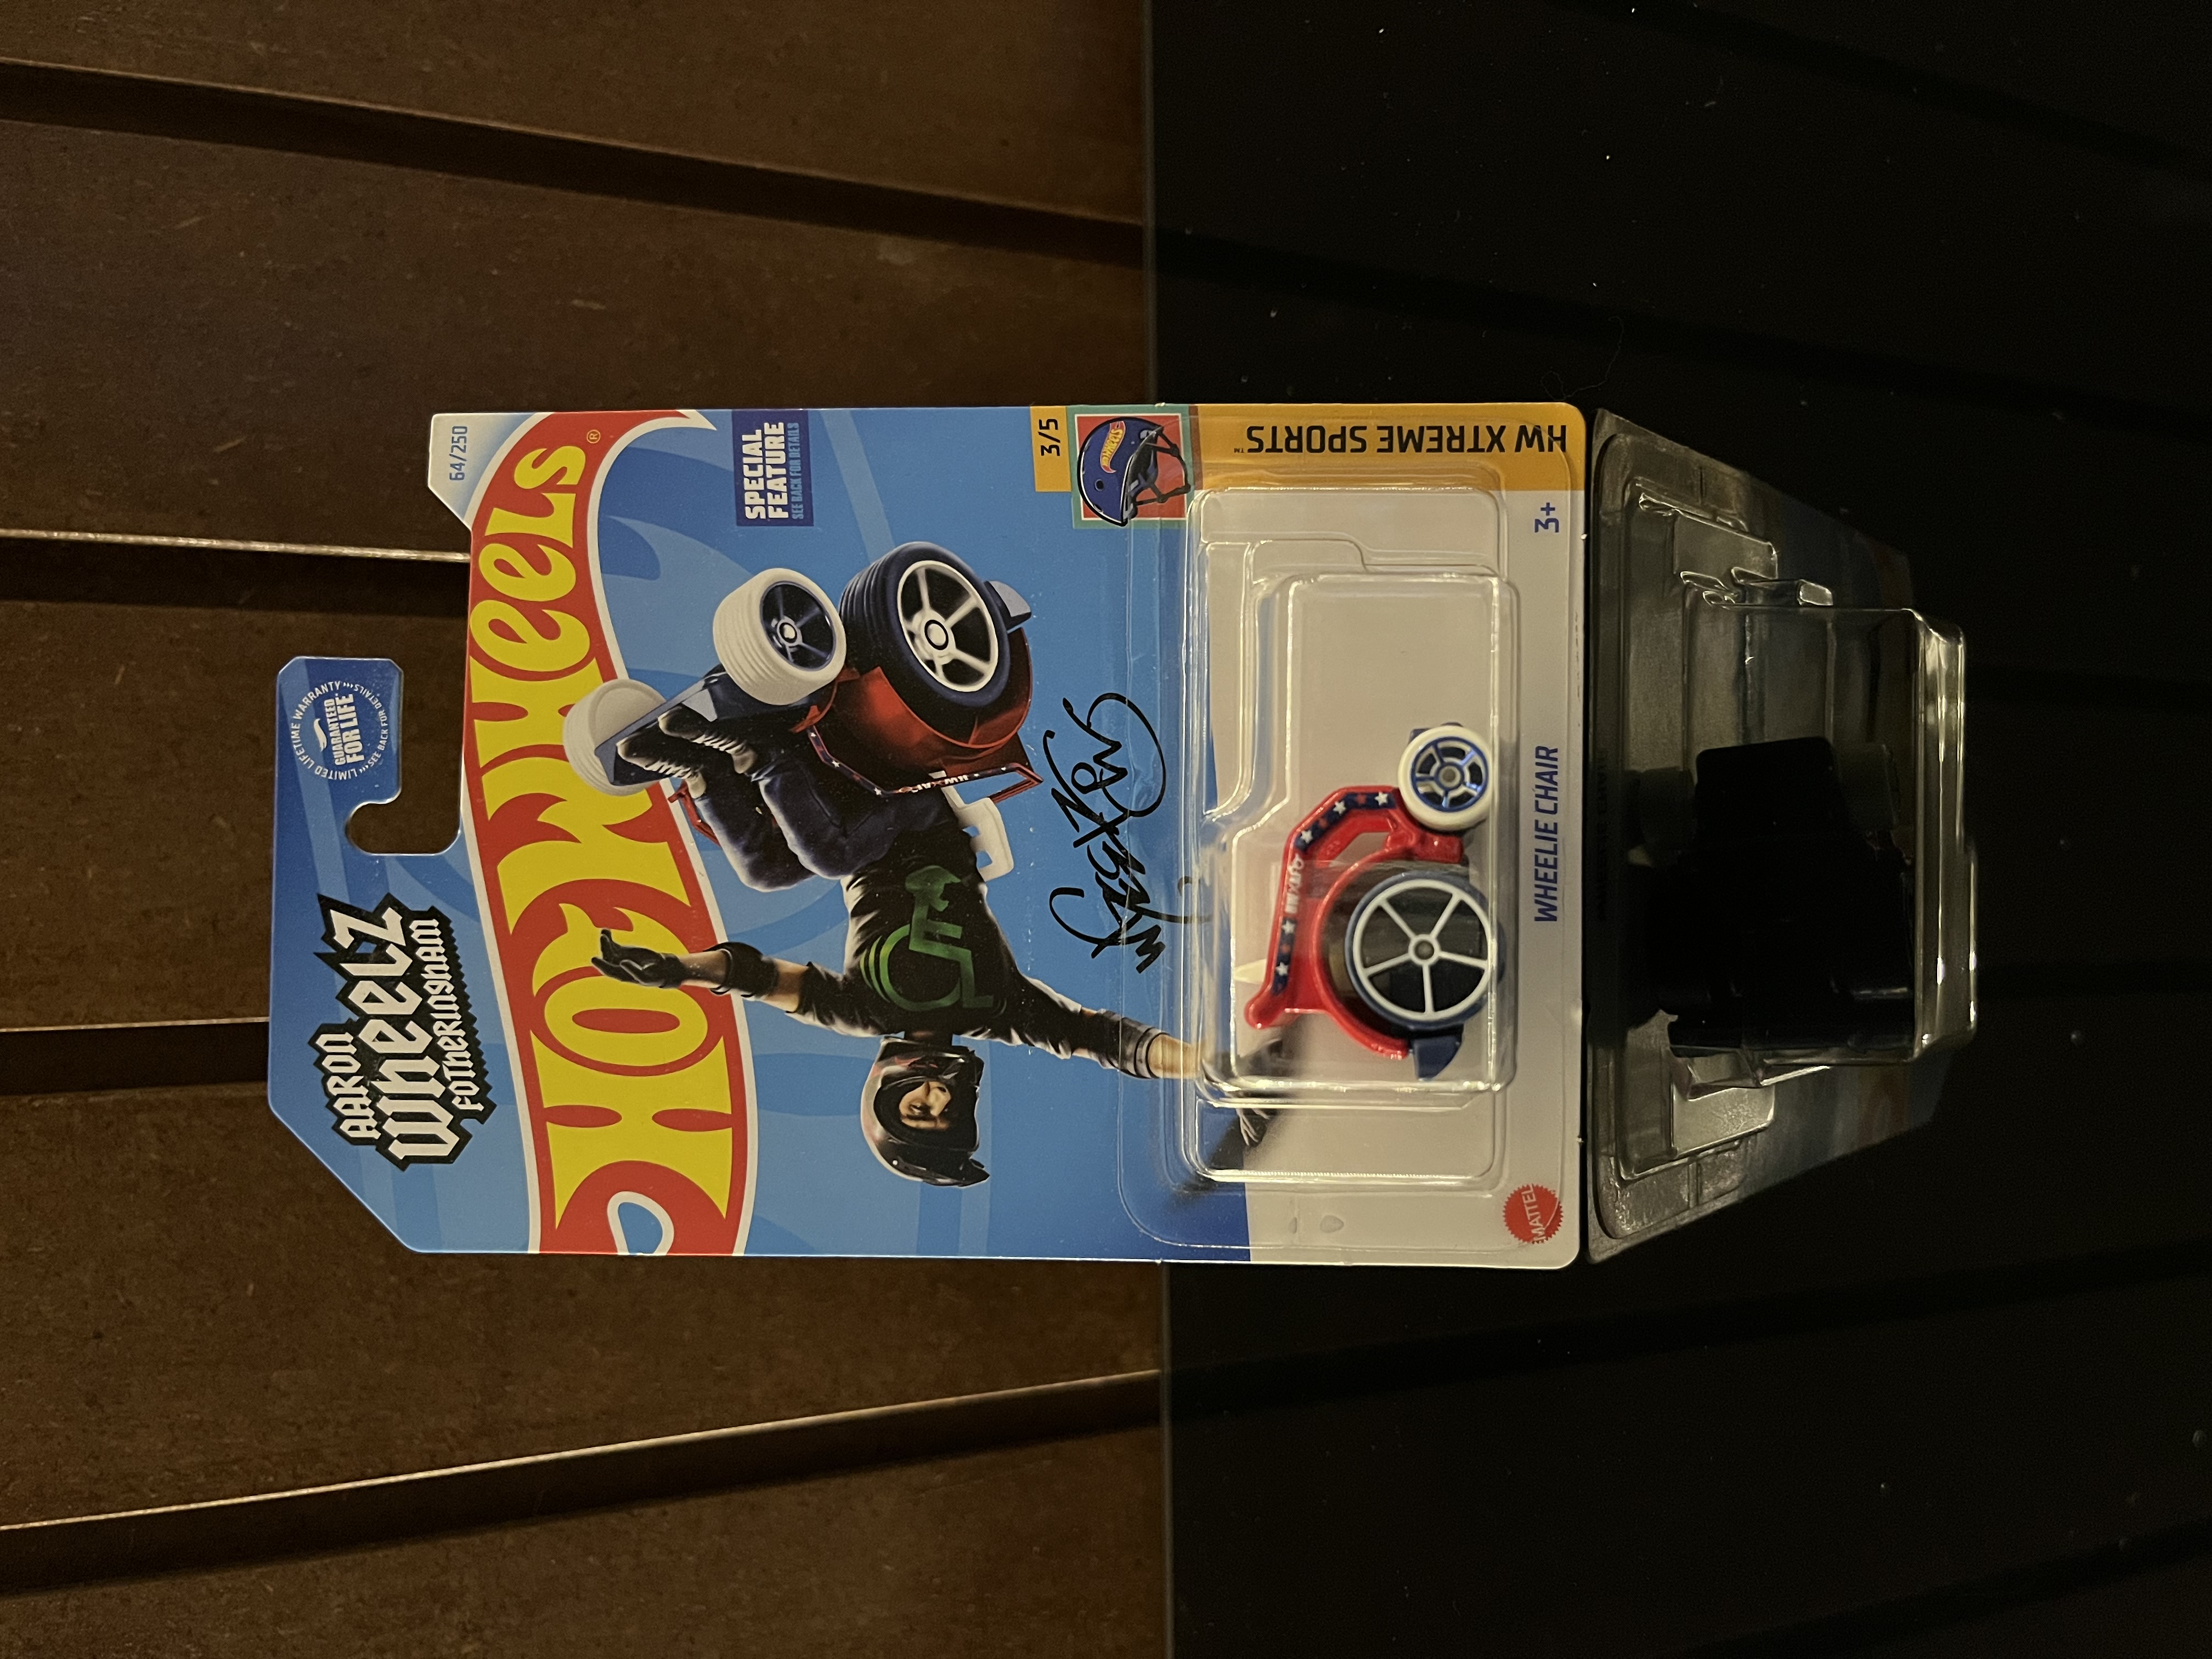 AARON
WHEELZ
FOTHERINGHAM
LIMITED LIFETIME WARRANTY
GUARANTEED
FOR LIFE
SEE BACK FOR DETAILS
64/250
HOT WHEELS®
SPECIAL
FEATURE
SEE BACK FOR DETAILS
3/5
HW XTREME SPORTS™
3+
WHEELIE CHAIR
MATTEL